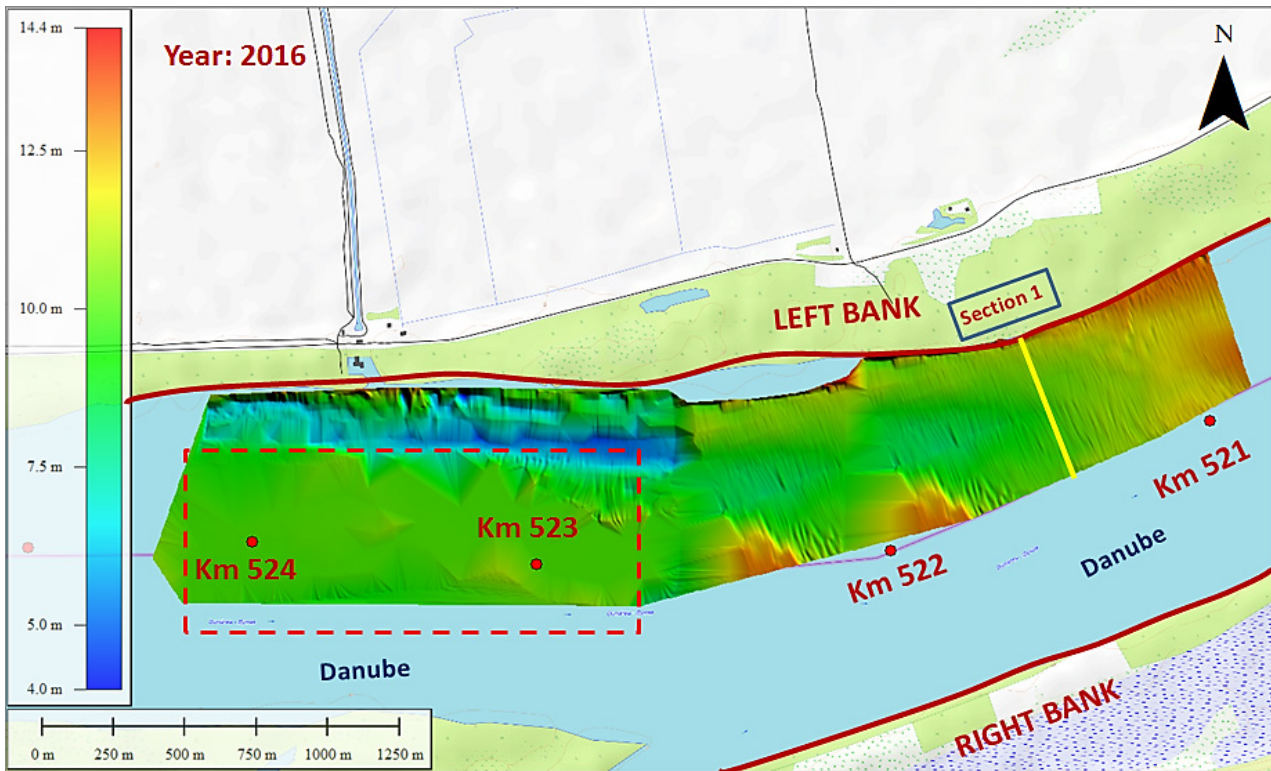 14.4 m
Year: 2016
N
12.5 m
10.0 m
Section 1
LEFT BANK
7.5 m
Km 521
Km 523
Km 524
Danube
Km 522
5.0 m
Danube
4.0 m
RIGHT BANK
0 m 250 m 500 m 750 m 1000 m 1250 m